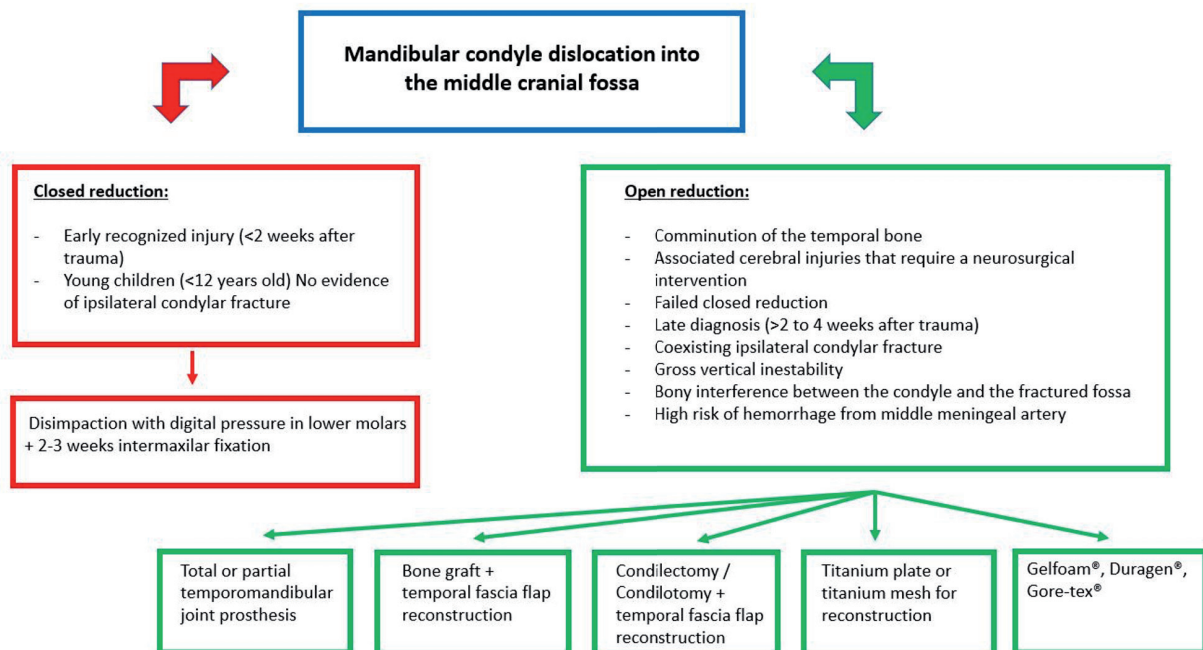 Mandibular condyle dislocation into
the middle cranial fossa
Closed reduction:
- Early recognized injury (<2 weeks after
trauma)
- Young children (<12 years old) No evidence
of ipsilateral condylar fracture
Disimpaction with digital pressure in lower molars
+ 2-3 weeks intermaxilar fixation
Open reduction:
- Comminution of the temporal bone
- Associated cerebral injuries that require a neurosurgical
intervention
- Failed closed reduction
- Late diagnosis (>2 to 4 weeks after trauma)
- Coexisting ipsilateral condylar fracture
- Gross vertical inestability
- Bony interference between the condyle and the fractured fossa
- High risk of hemorrhage from middle meningeal artery
Total or partial
temporomandibular
joint prosthesis
Bone graft +
temporal fascia flap
reconstruction
Condilectomy /
Condilotomy +
temporal fascia flap
reconstruction
Titanium plate or
titanium mesh for
reconstruction
Gelfoam®, Duragen®,
Gore-tex®